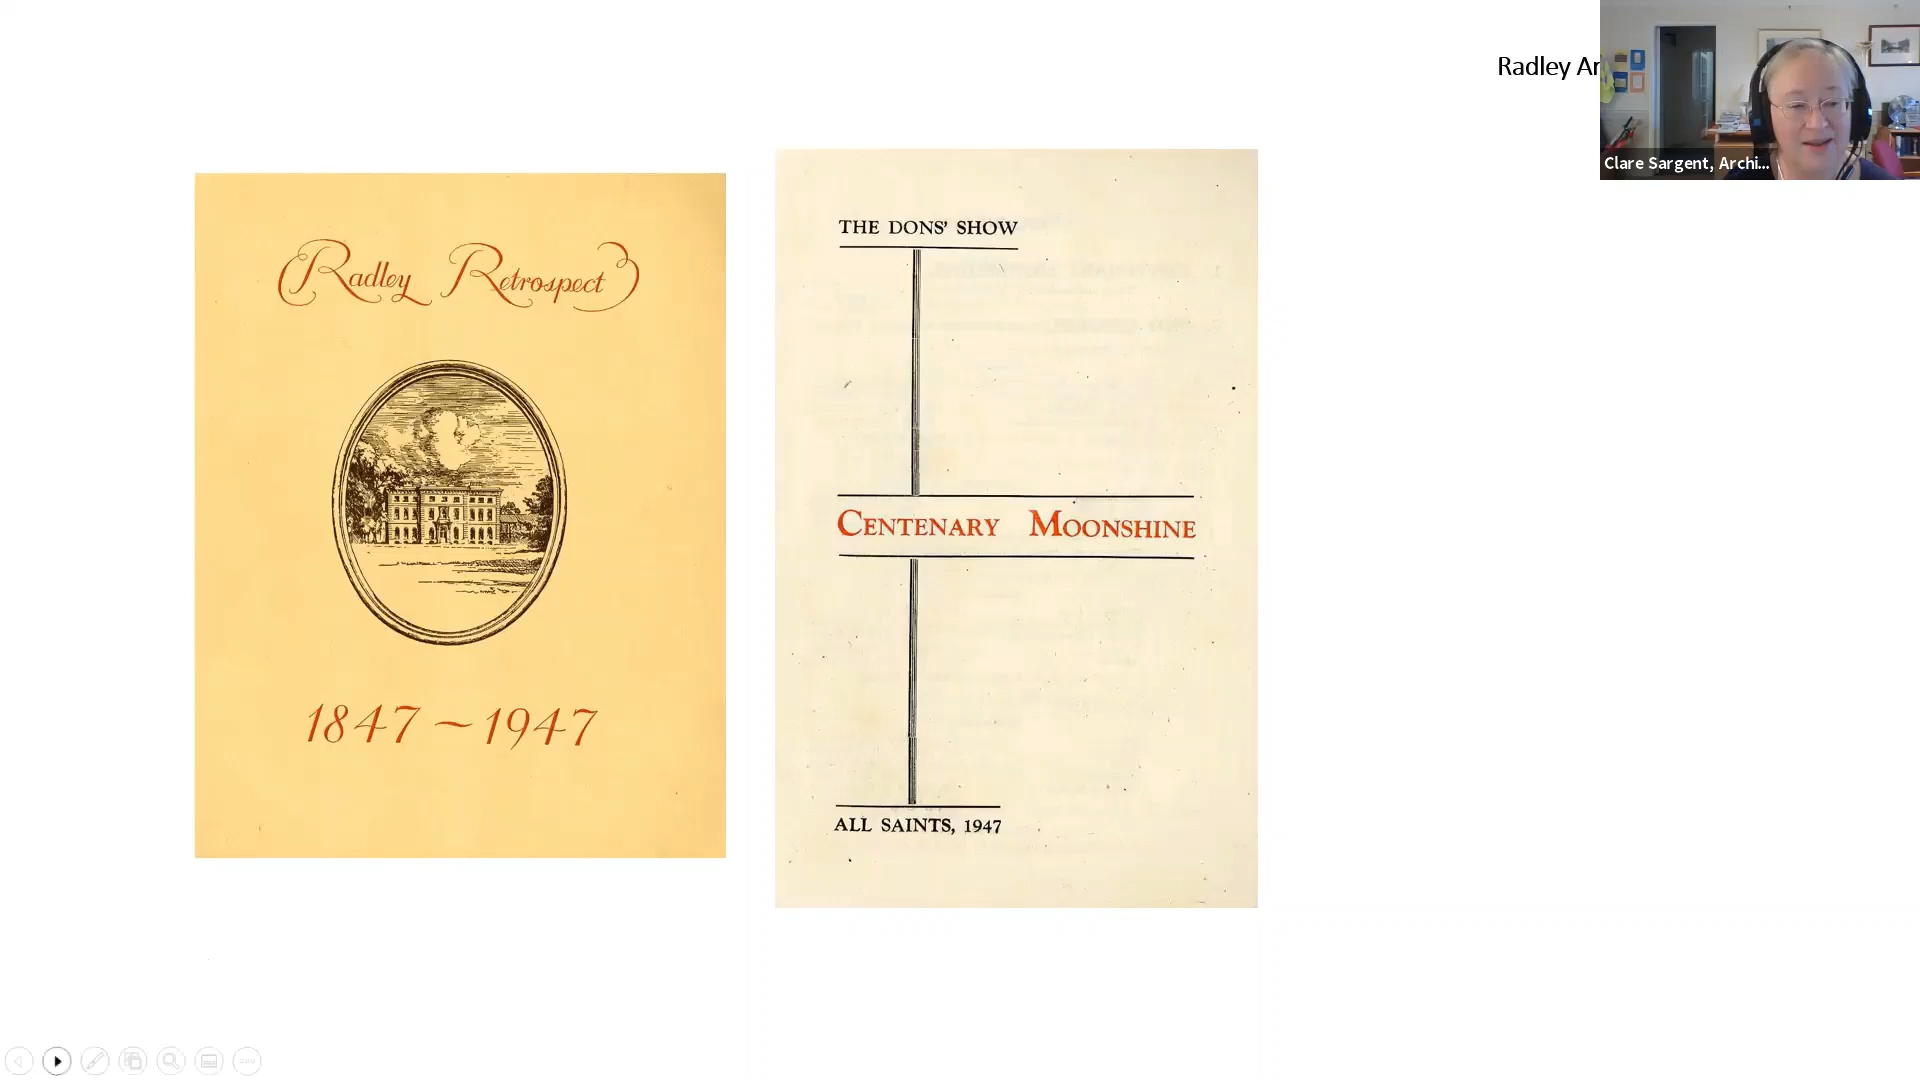 Radley Ar
Clare Sargent, Archi...
Radley Retrospect
1847~1947
THE DONS' SHOW
CENTENARY MOONSHINE
ALL SAINTS, 1947